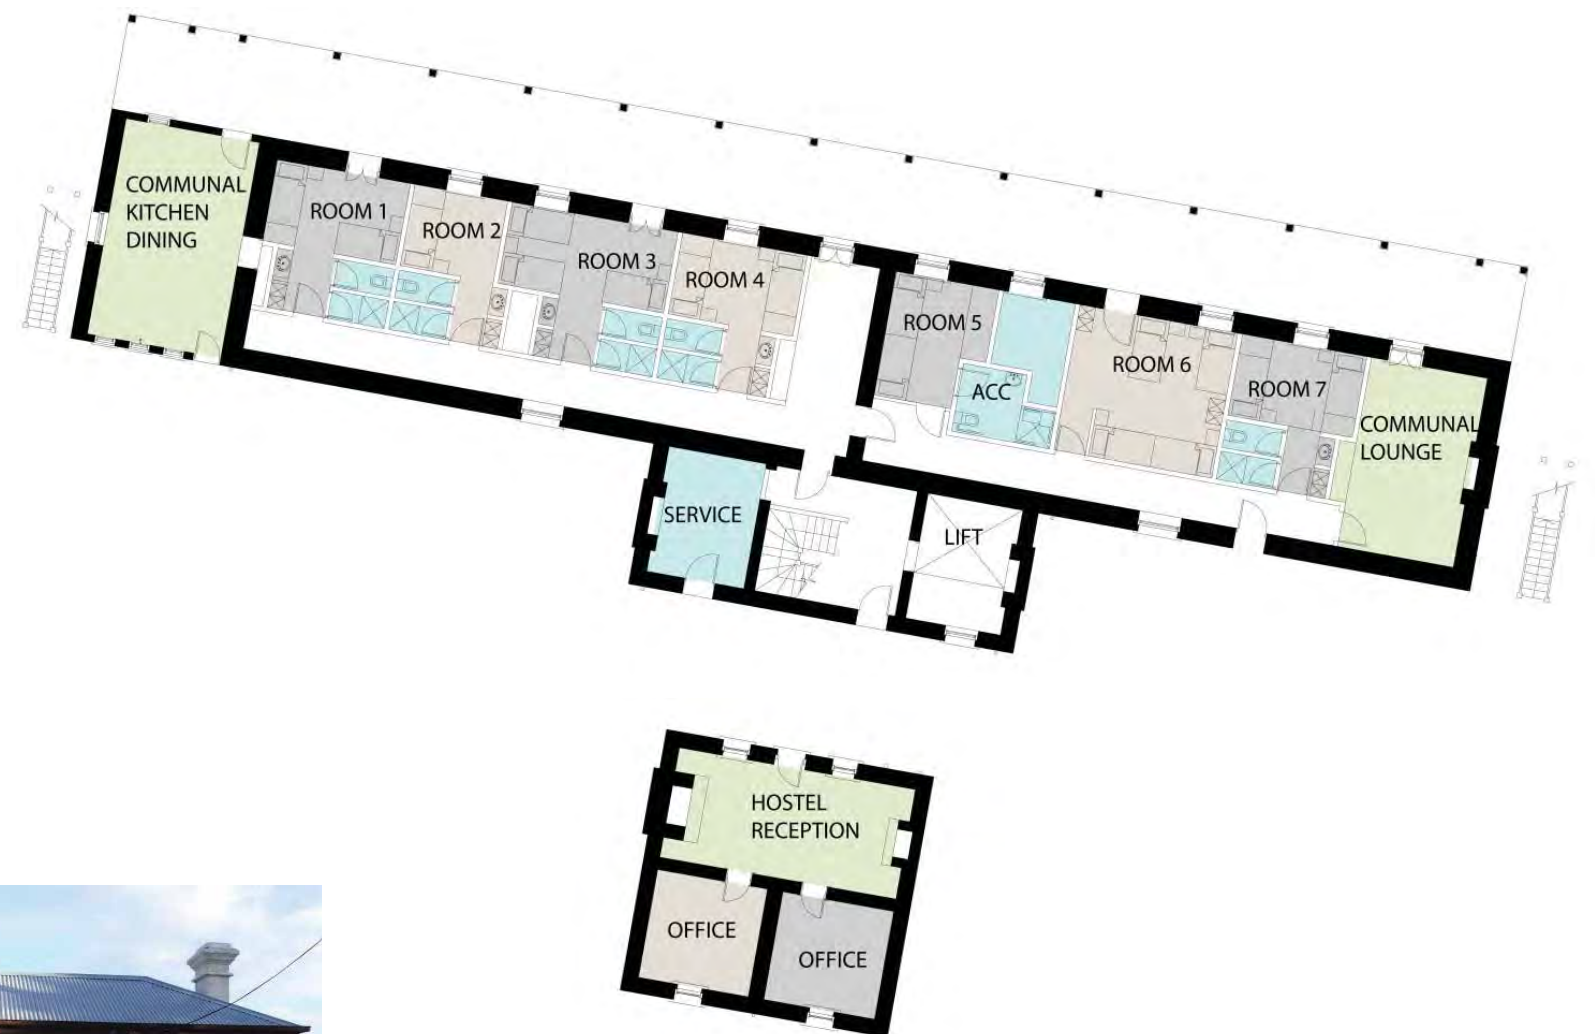 COMMUNAL
KITCHEN
DINING
ROOM 1
ROOM 2
ROOM 3
ROOM 4
ROOM 5
ACC
ROOM 6
ROOM 7
COMMUNAL
LOUNGE
SERVICE
LIFT
HOSTEL
RECEPTION
OFFICE
OFFICE